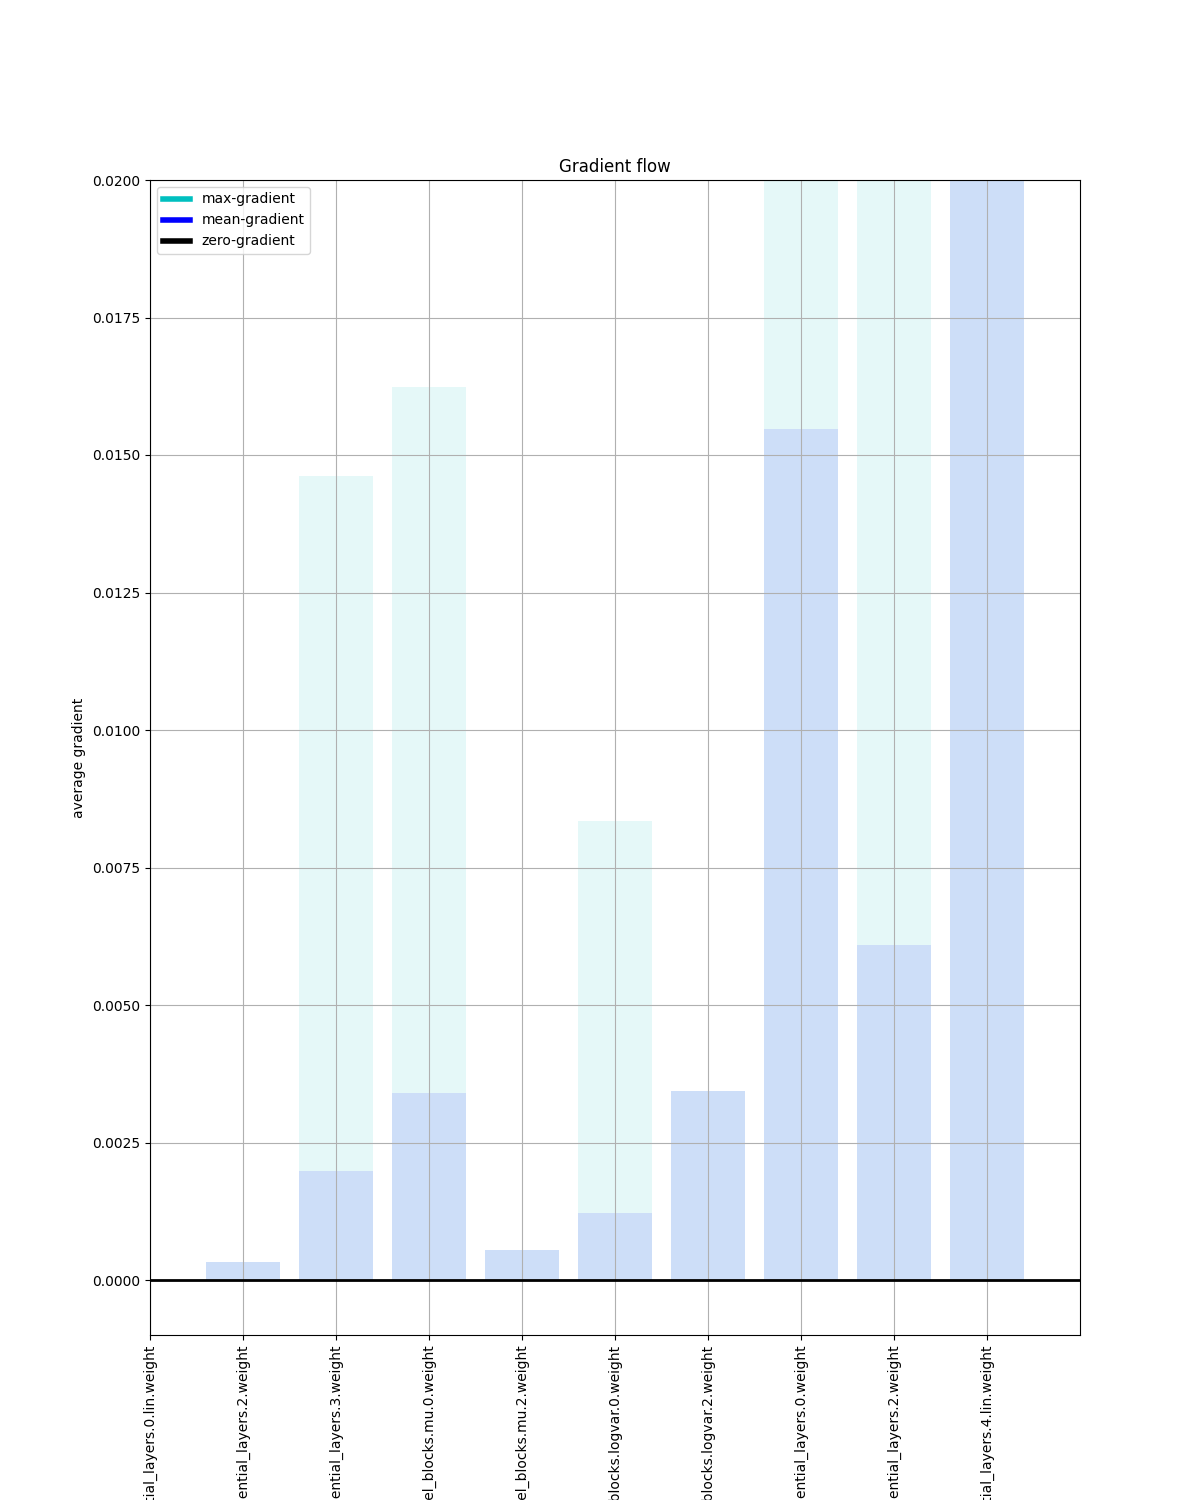 Gradient flow
max-gradient
mean-gradient
zero-gradient
0.0200
0.0175
0.0150
0.0125
0.0100
0.0075
0.0050
0.0025
0.0000
average gradient
tial_layers.0.lin.weight
ential_layers.2.weight
ential_layers.3.weight
el_blocks.mu.0.weight
el_blocks.mu.2.weight
blocks.logvar.0.weight
blocks.logvar.2.weight
ential_layers.0.weight
ential_layers.2.weight
tial_layers.4.lin.weight